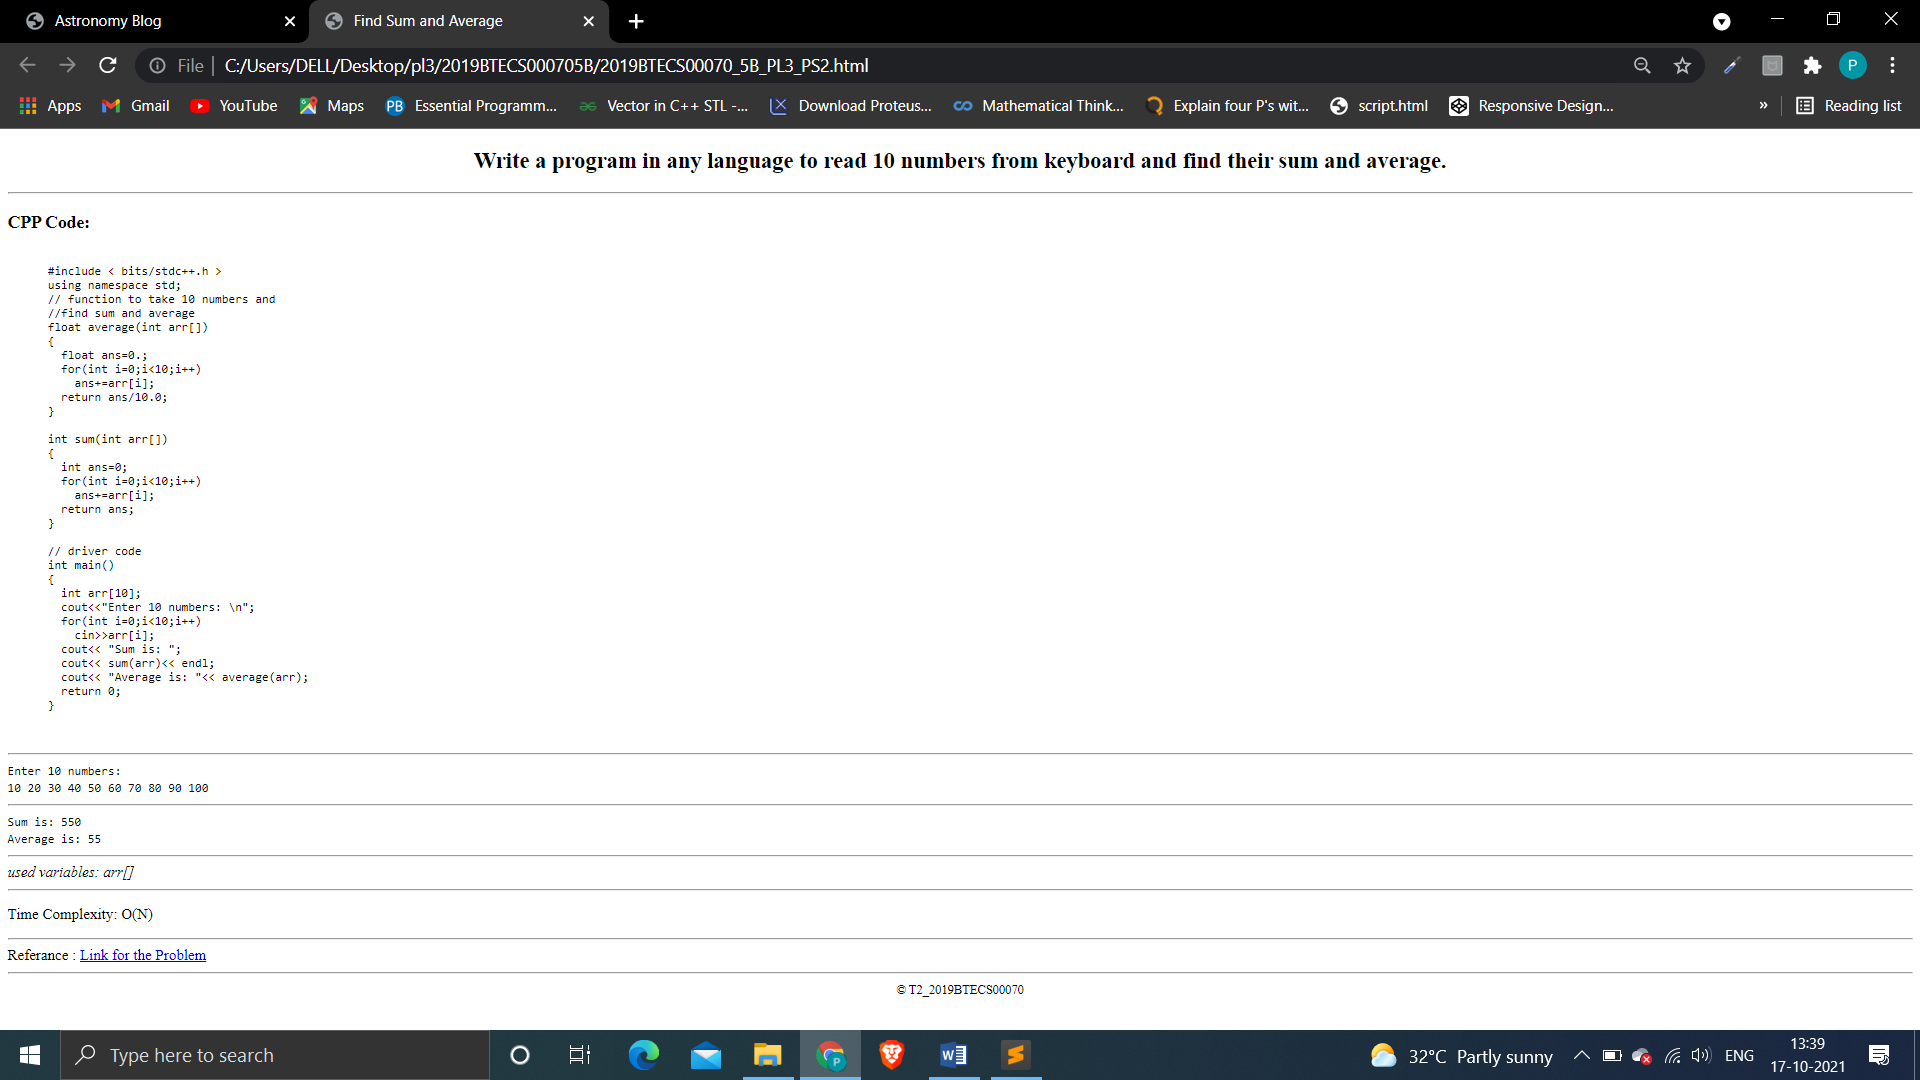 Astronomy Blog
Find Sum and Average
File | C:/Users/DELL/Desktop/pl3/2019BTECS000705B/2019BTECS00070_5B_PL3_PS2.html
P
Apps Gmail YouTube Maps PB Essential Programm... Vector in C++ STL -... Download Proteus... Mathematical Think... Explain four P's wit... script.html Responsive Design... » Reading list
Write a program in any language to read 10 numbers from keyboard and find their sum and average.
CPP Code:
#include < bits/stdc++.h >
using namespace std;
// function to take 10 numbers and
//find sum and average
float average(int arr[])
{
float ans=0.;
for(int i=0;i<10;i++)
ans+=arr[i];
return ans/10.0;
}
int sum(int arr[])
{
int ans=0;
for(int i=0;i<10;i++)
ans+=arr[i];
return ans;
}
// driver code
int main()
{
int arr[10];
cout<<"Enter 10 numbers: \n";
for(int i=0;i<10;i++)
cin>>arr[i];
cout<< "Sum is: ";
cout<< sum(arr)<< endl;
cout<< "Average is: "<< average(arr);
return 0;
}
Enter 10 numbers:
10 20 30 40 50 60 70 80 90 100
Sum is: 550
Average is: 55
used variables: arr[]
Time Complexity: O(N)
Referance : Link for the Problem
© T2_2019BTECS00070
Type here to search
32°C Partly sunny
ENG
13:39
17-10-2021